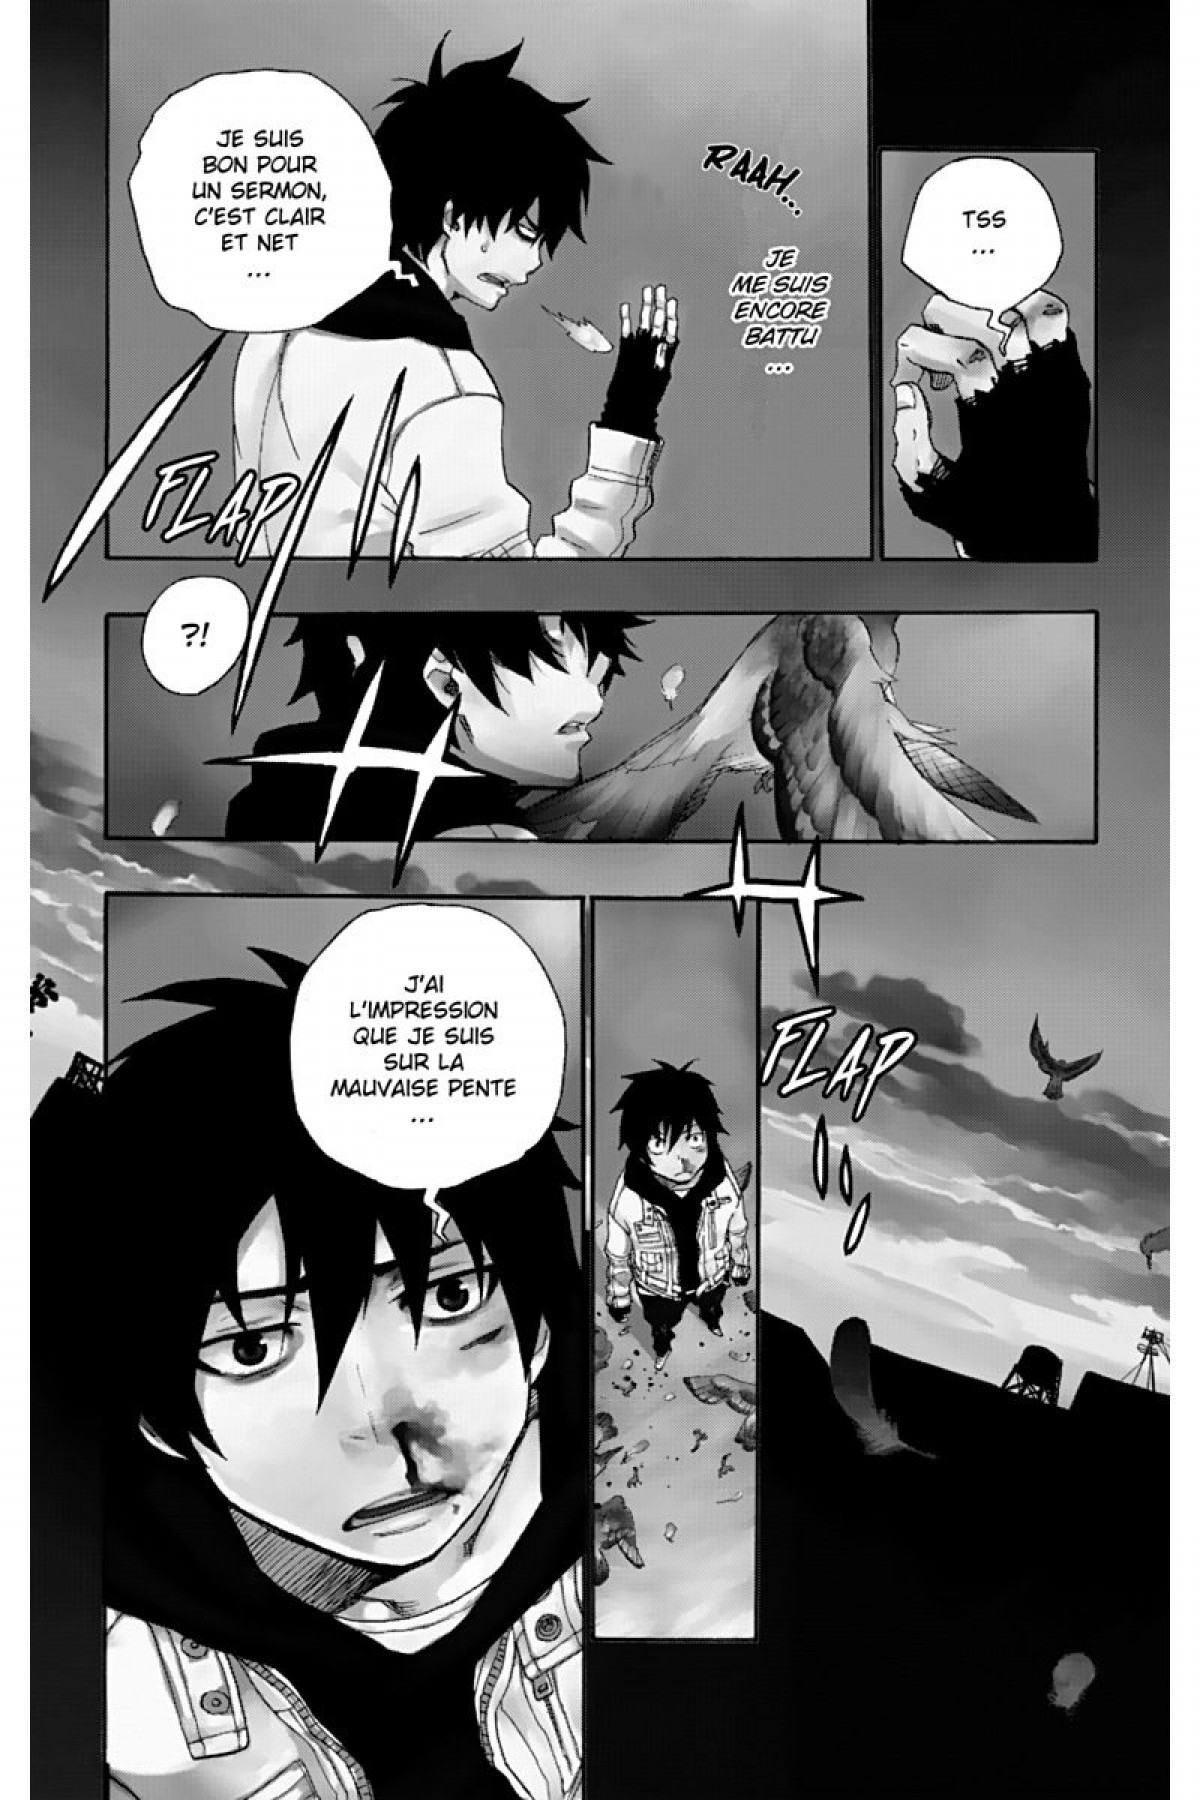 TSS
...
RAAH...
JE
ME SUIS
ENCORE
BATTU
...
JE SUIS
BON POUR
UN SERMON,
C'EST CLAIR
ET NET
...
FLAP
?!
FLAP
J'AI
L'IMPRESSION
QUE JE SUIS
SUR LA
MAUVAISE PENTE
...